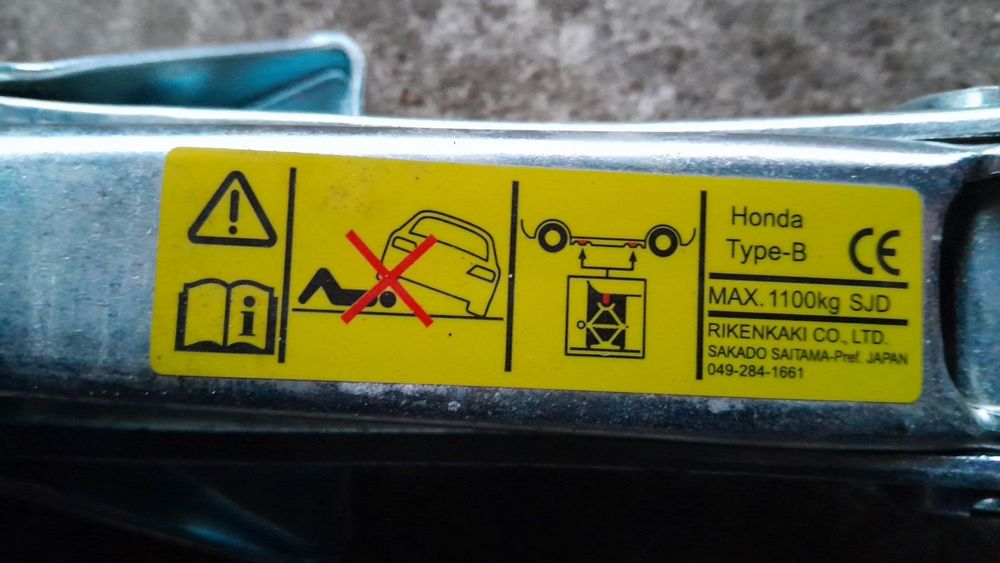 Honda
Type-B
CE
MAX. 1100kg SJD
RIKENKAKI CO., LTD.
SAKADO SAITAMA-Pref. JAPAN
049-284-1661